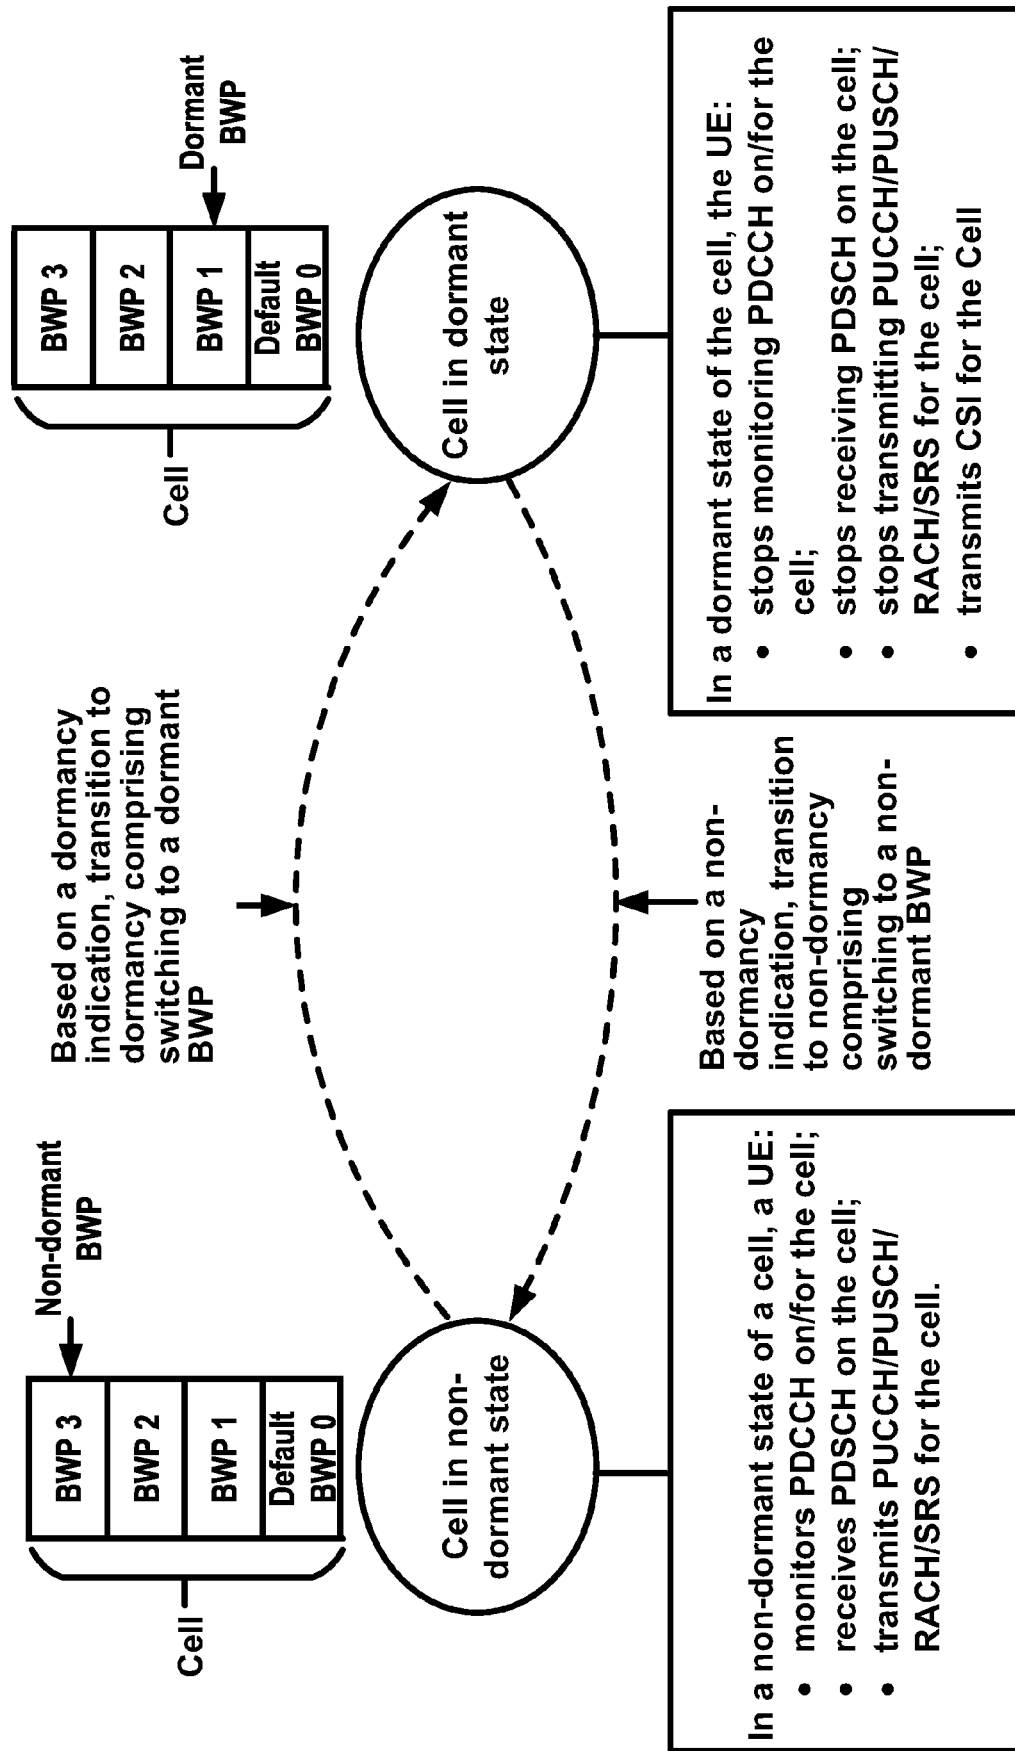 Cell
BWP 3
BWP 2
BWP 1
Default
BWP 0
Non-dormant
BWP
Based on a dormancy
indication, transition to
dormancy comprising
switching to a dormant
BWP
Cell
BWP 3
BWP 2
BWP 1
Default
BWP 0
Dormant
BWP
Cell in non-
dormant state
Cell in dormant
state
Based on a non-
dormancy
indication, transition
to non-dormancy
comprising
switching to a non-
dormant BWP
In a non-dormant state of a cell, a UE:
• monitors PDCCH on/for the cell;
• receives PDSCH on the cell;
• transmits PUCCH/PUSCH/
RACH/SRS for the cell.
In a dormant state of the cell, the UE:
• stops monitoring PDCCH on/for the
cell;
• stops receiving PDSCH on the cell;
• stops transmitting PUCCH/PUSCH/
RACH/SRS for the cell;
• transmits CSI for the Cell